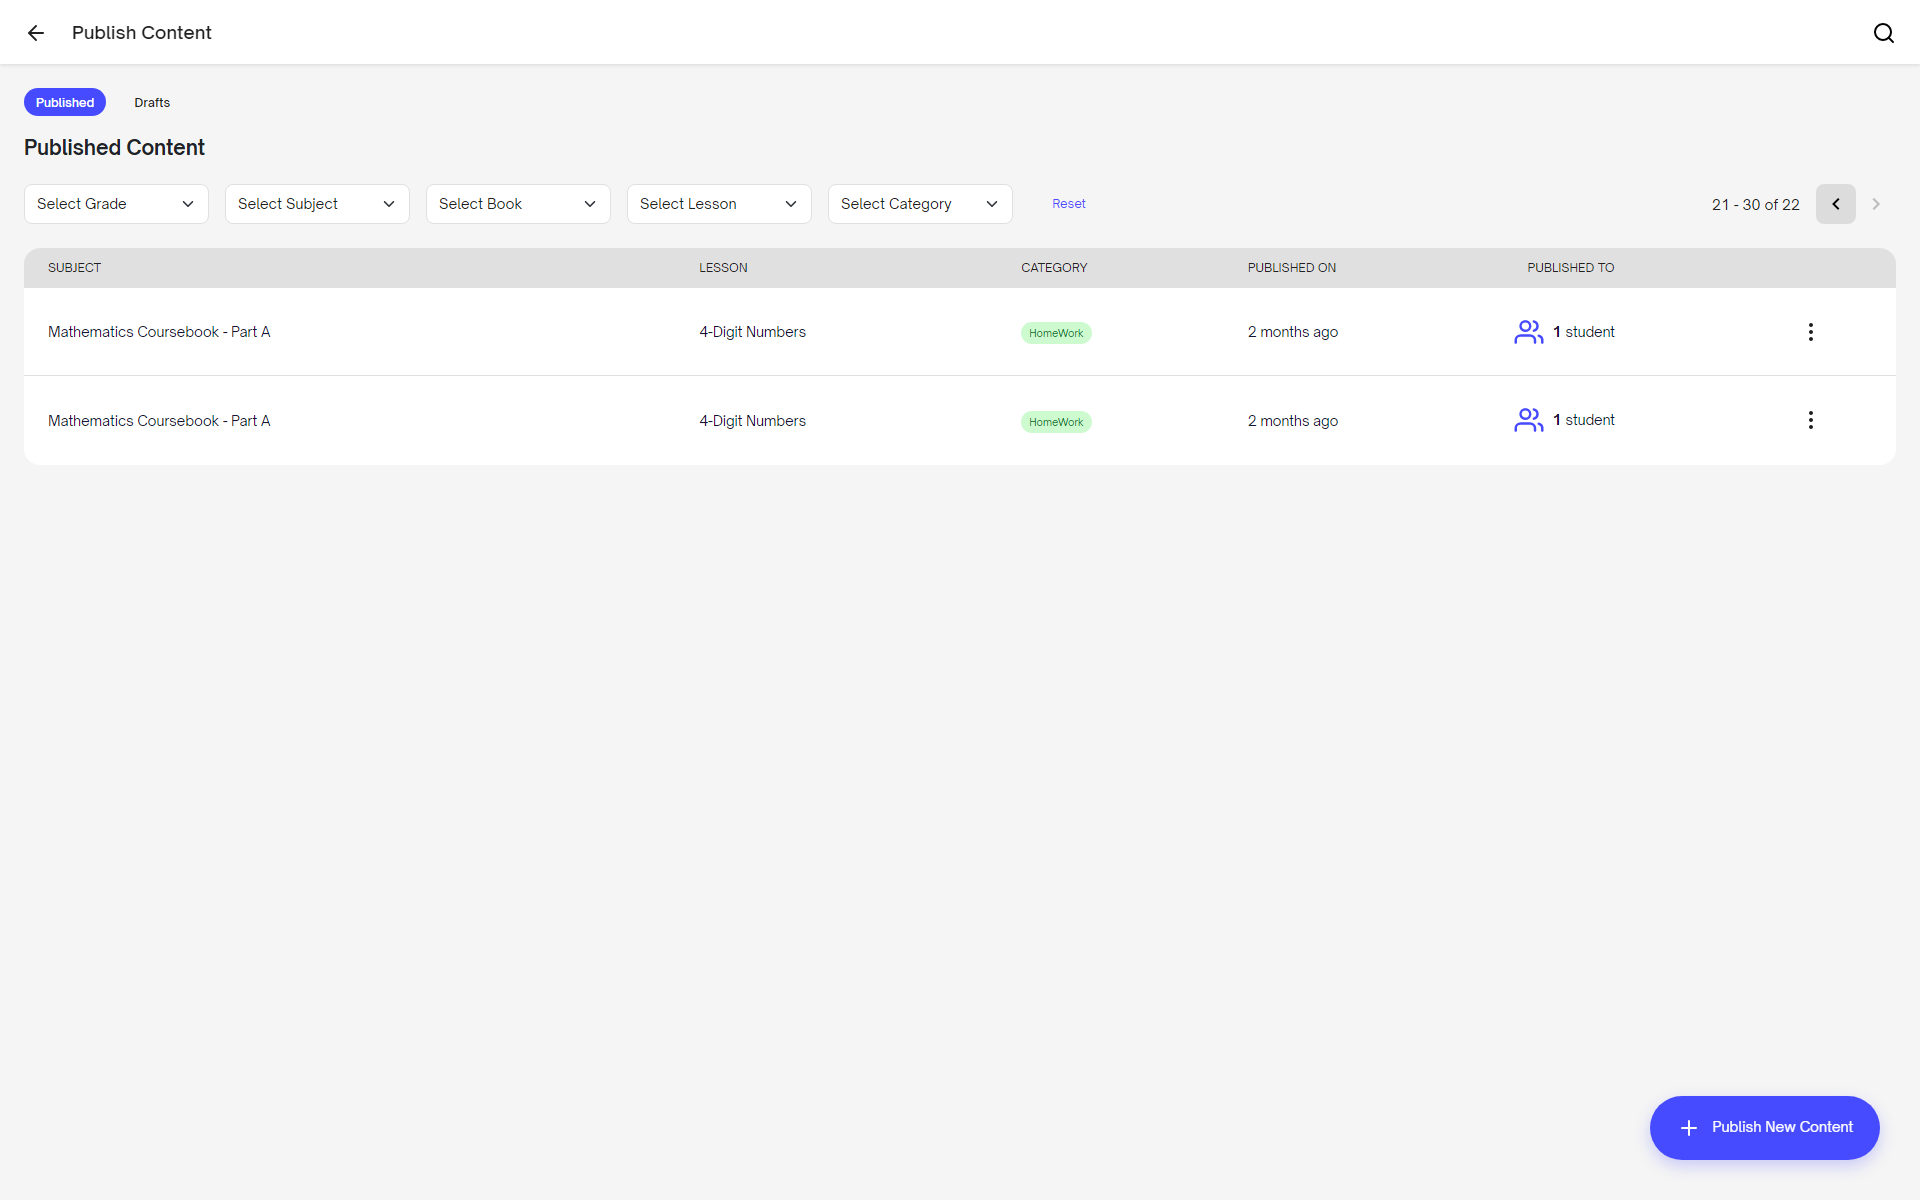 Publish Content
Published Drafts
Published Content
Select Grade Select Subject Select Book Select Lesson Select Category Reset 21 - 30 of 22
SUBJECT LESSON CATEGORY PUBLISHED ON PUBLISHED TO
Mathematics Coursebook - Part A 4-Digit Numbers HomeWork 2 months ago 1 student
Mathematics Coursebook - Part A 4-Digit Numbers HomeWork 2 months ago 1 student
Publish New Content